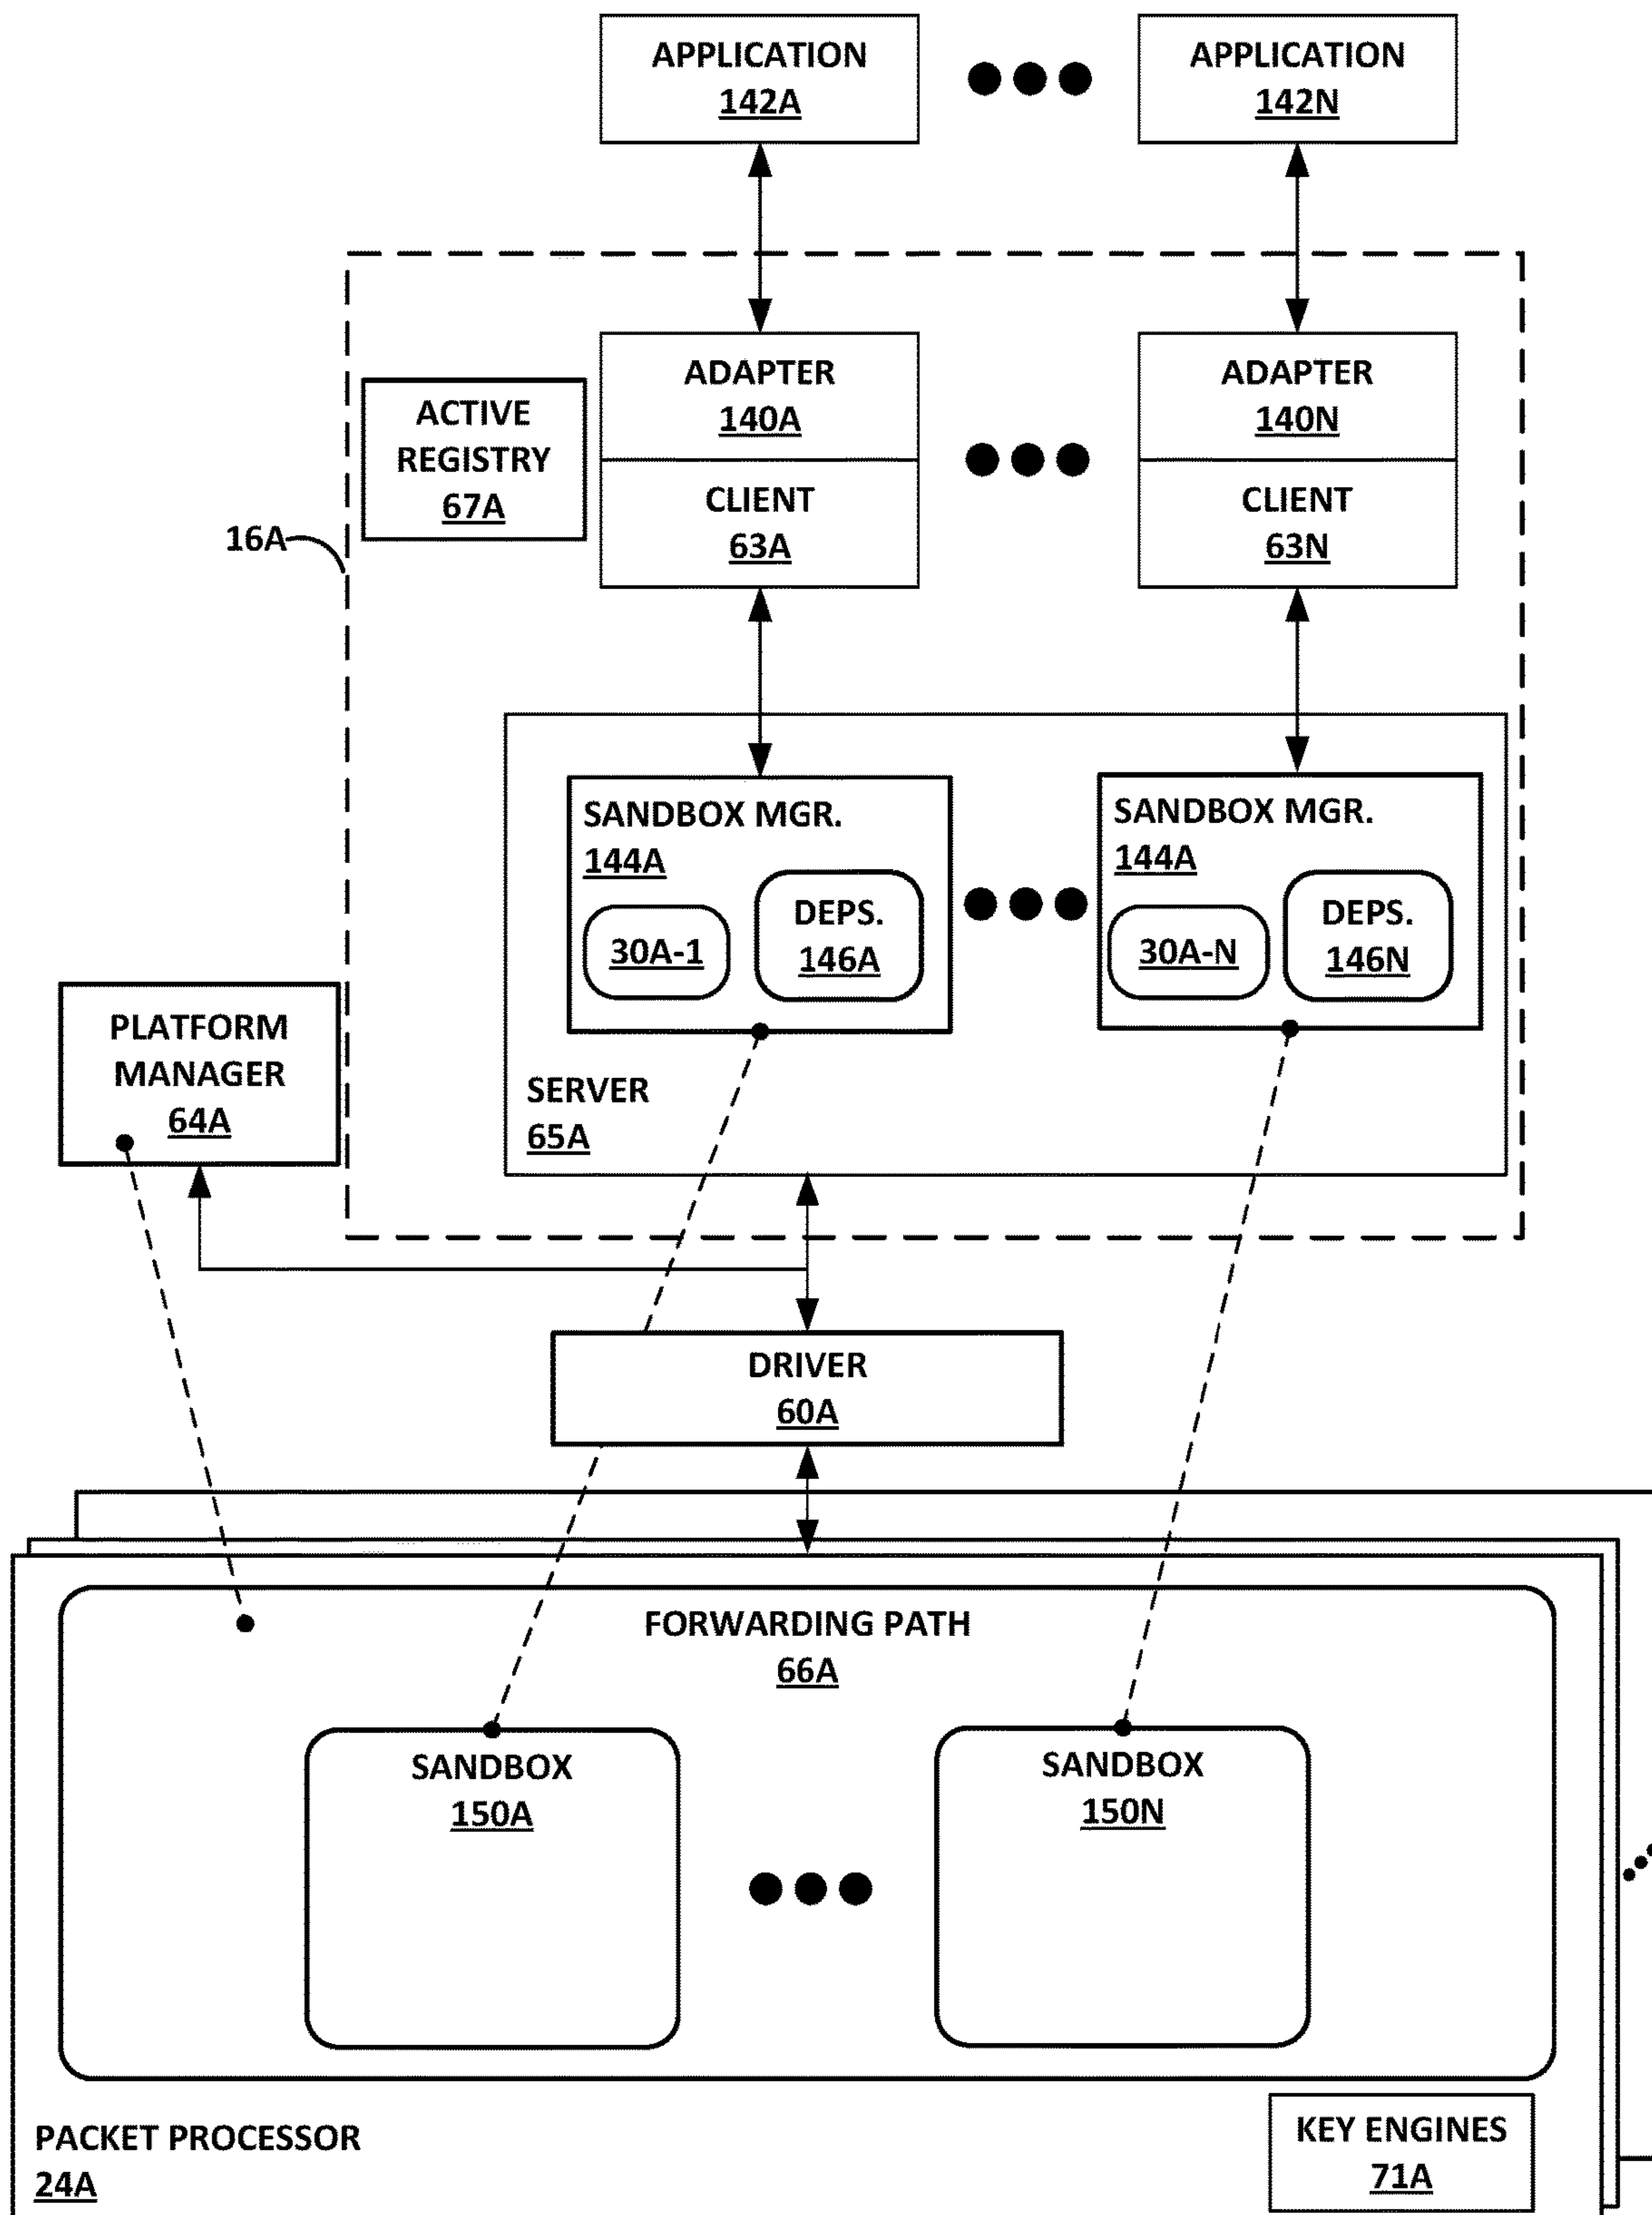 APPLICATION
142A
APPLICATION
142N
ADAPTER
140A
ADAPTER
140N
ACTIVE
REGISTRY
67A
CLIENT
63A
CLIENT
63N
16A
SANDBOX MGR.
144A
SANDBOX MGR.
144A
30A-1
DEPS.
146A
30A-N
DEPS.
146N
PLATFORM
MANAGER
64A
SERVER
65A
DRIVER
60A
FORWARDING PATH
66A
SANDBOX
150A
SANDBOX
150N
PACKET PROCESSOR
24A
KEY ENGINES
71A